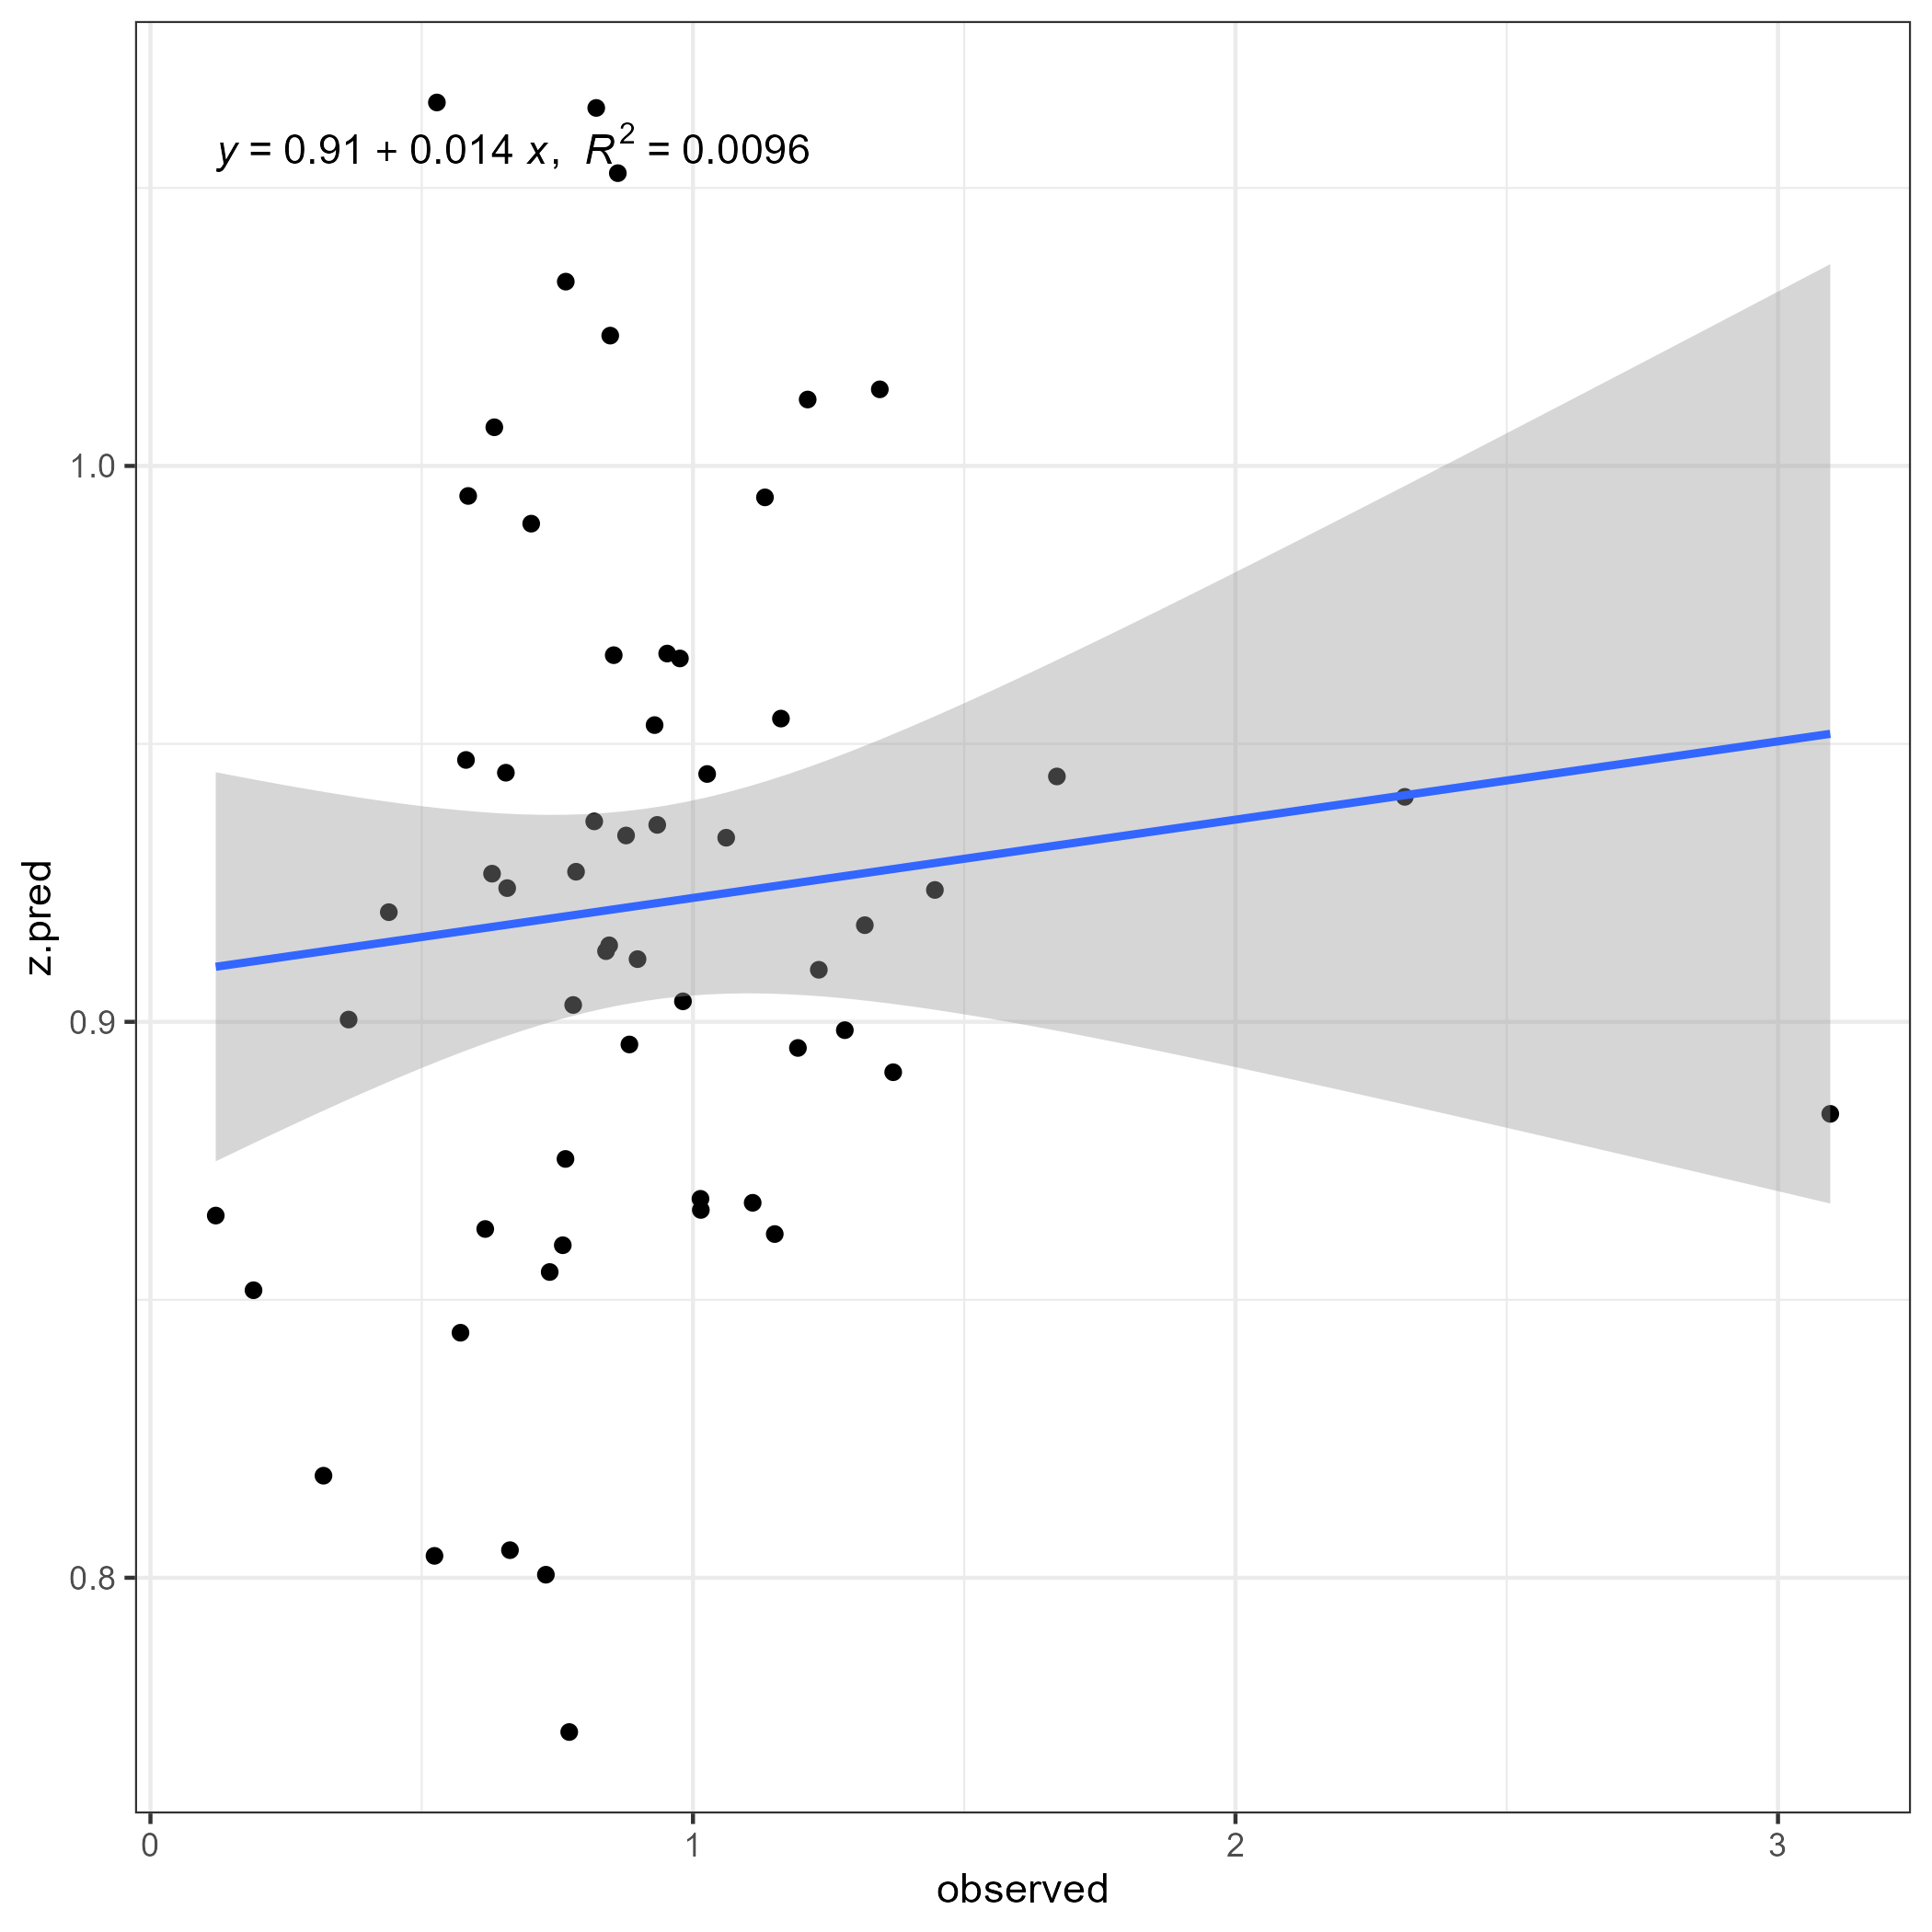 y = 0.91 + 0.014 x, R² = 0.0096
1.0
0.9
0.8
z.pred
0 1 2 3
observed